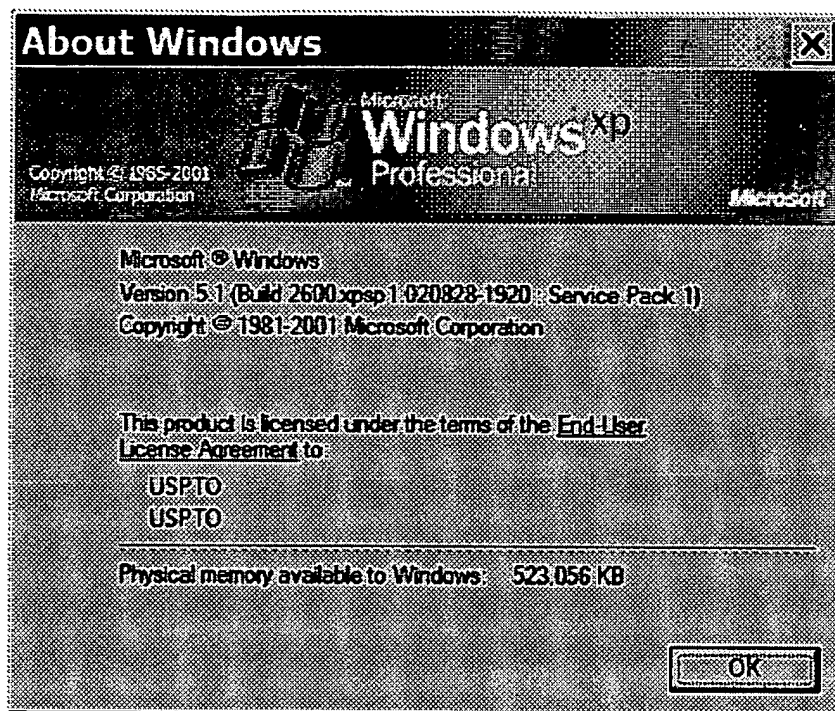 About Windows
Microsoft
Windows xp
Professional
Copyright © 1985-2001
Microsoft Corporation
Microsoft
Microsoft ® Windows
Version 5.1 (Build 2600.xpsp1.020828-1920 : Service Pack 1)
Copyright © 1981-2001 Microsoft Corporation
This product is licensed under the terms of the End-User
License Agreement to:
USPTO
USPTO
Physical memory available to Windows: 523,056 KB
OK